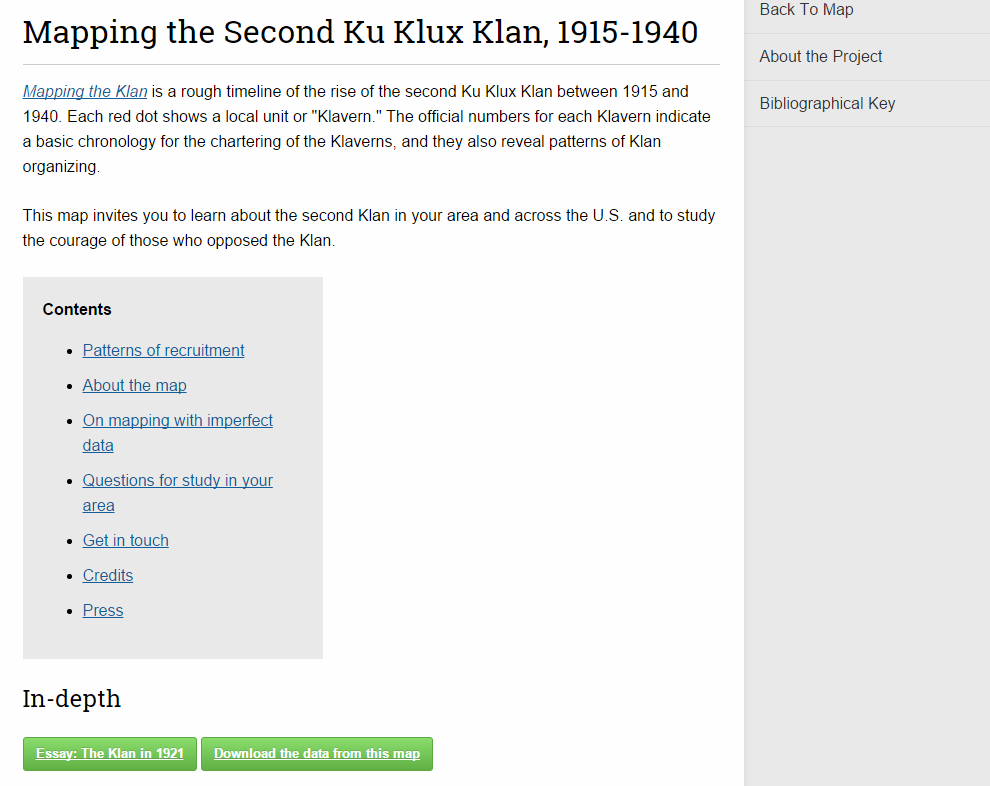 Mapping the Second Ku Klux Klan, 1915-1940
Mapping the Klan is a rough timeline of the rise of the second Ku Klux Klan between 1915 and
1940. Each red dot shows a local unit or "Klavern." The official numbers for each Klavern indicate
a basic chronology for the chartering of the Klaverns, and they also reveal patterns of Klan
organizing.
This map invites you to learn about the second Klan in your area and across the U.S. and to study
the courage of those who opposed the Klan.
Contents
Patterns of recruitment
About the map
On mapping with imperfect
data
Questions for study in your
area
Get in touch
Credits
Press
In-depth
Essay: The Klan in 1921
Download the data from this map
Back To Map
About the Project
Bibliographical Key